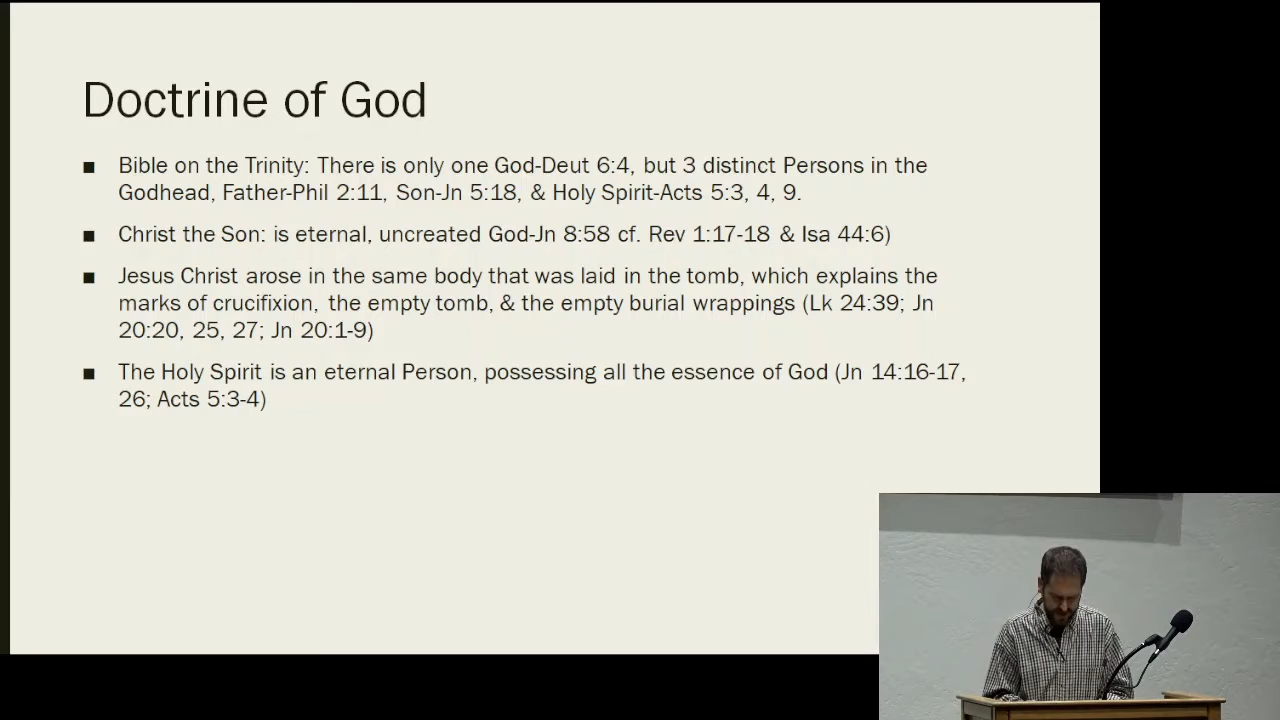 Doctrine of God
■ Bible on the Trinity: There is only one God-Deut 6:4, but 3 distinct Persons in the
Godhead, Father-Phil 2:11, Son-Jn 5:18, & Holy Spirit-Acts 5:3, 4, 9.
■ Christ the Son: is eternal, uncreated God-Jn 8:58 cf. Rev 1:17-18 & Isa 44:6)
■ Jesus Christ arose in the same body that was laid in the tomb, which explains the
marks of crucifixion, the empty tomb, & the empty burial wrappings (Lk 24:39; Jn
20:20, 25, 27; Jn 20:1-9)
■ The Holy Spirit is an eternal Person, possessing all the essence of God (Jn 14:16-17,
26; Acts 5:3-4)